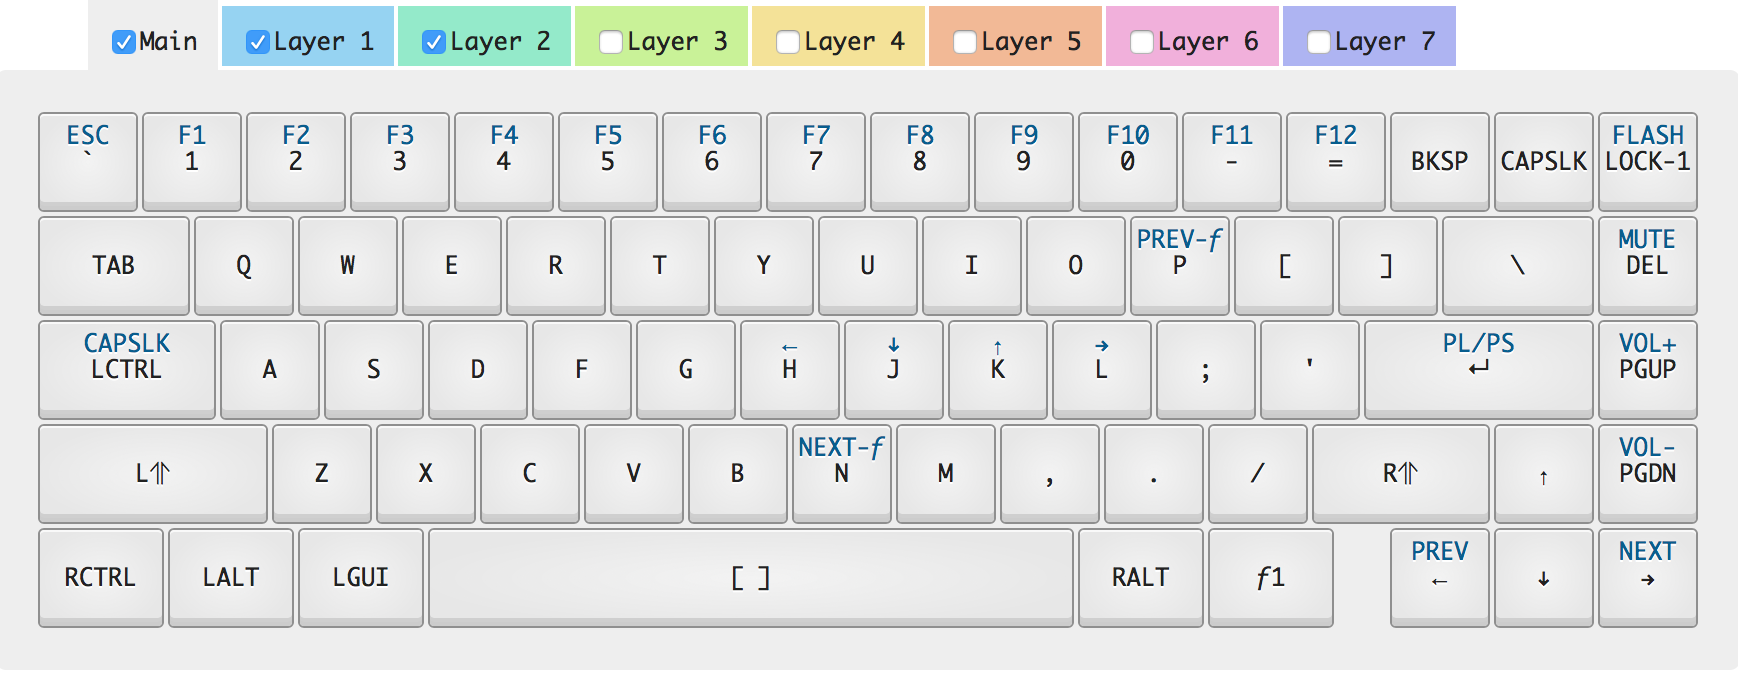 Main Layer 1 Layer 2 Layer 3 Layer 4 Layer 5 Layer 6 Layer 7
ESC F1 F2 F3 F4 F5 F6 F7 F8 F9 F10 F11 F12 FLASH
` 1 2 3 4 5 6 7 8 9 0 - = BKSP CAPSLK LOCK-1
PREV-f MUTE
TAB Q W E R T Y U I O P [ ] \ DEL
CAPSLK ← ↓ ↑ → PL/PS VOL+
LCTRL A S D F G H J K L ; ' ↵ PGUP
NEXT-f VOL-
L⇑ Z X C V B N M , . / R⇑ ↑ PGDN
PREV NEXT
RCTRL LALT LGUI [ ] RALT f1 ← ↓ →